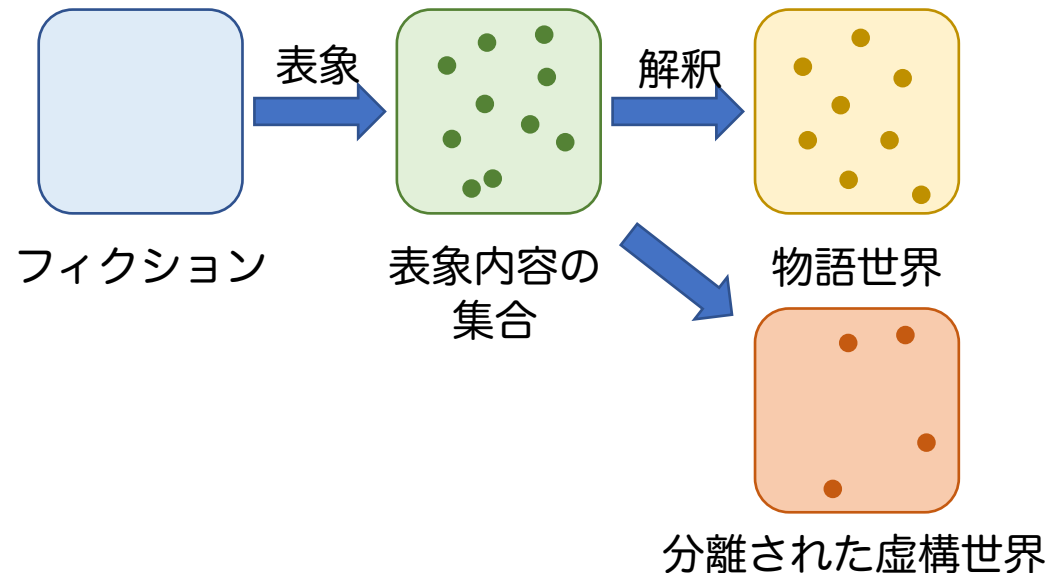 表象
解釈
フィクション
表象内容の
集合
物語世界
分離された虚構世界